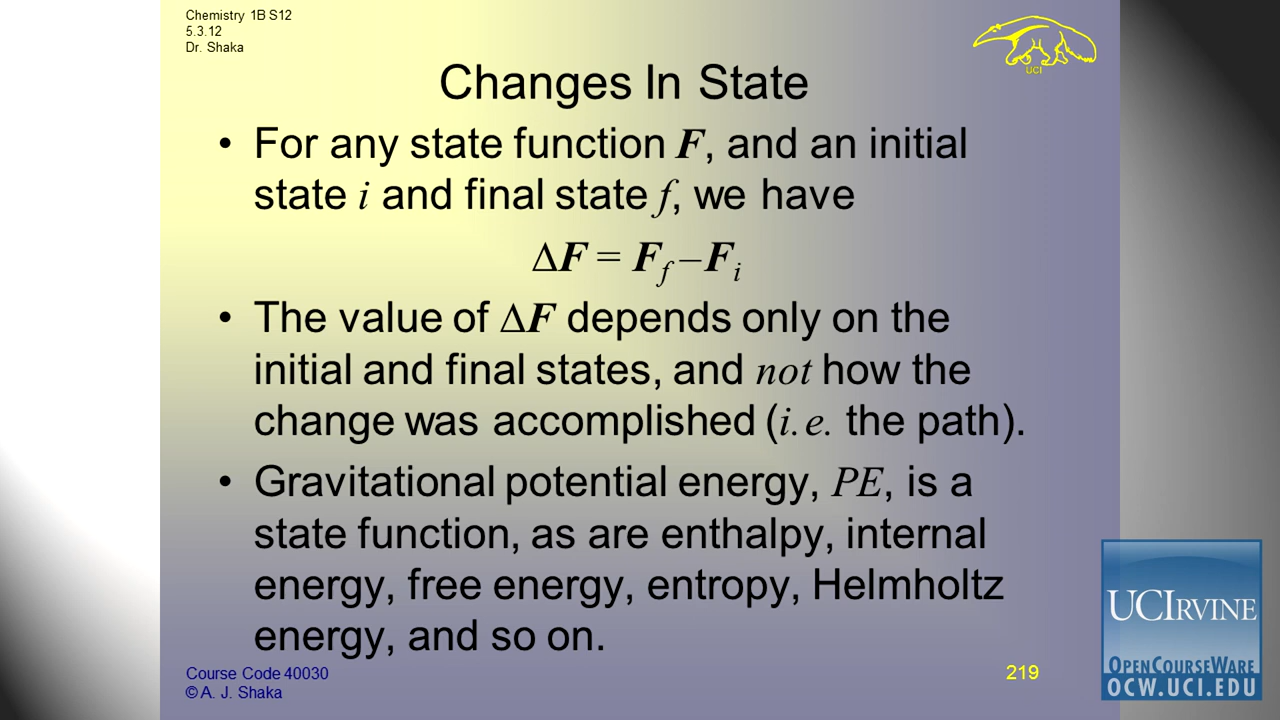 Chemistry 1B S12
5.3.12
Dr. Shaka
UCI
Changes In State
• For any state function F, and an initial
state i and final state f, we have
ΔF = F_f – F_i
• The value of ΔF depends only on the
initial and final states, and not how the
change was accomplished (i. e. the path).
• Gravitational potential energy, PE, is a
state function, as are enthalpy, internal
energy, free energy, entropy, Helmholtz
energy, and so on.
Course Code 40030
© A. J. Shaka
219
UCIRVINE
OPENCOURSEWARE
OCW.UCI.EDU